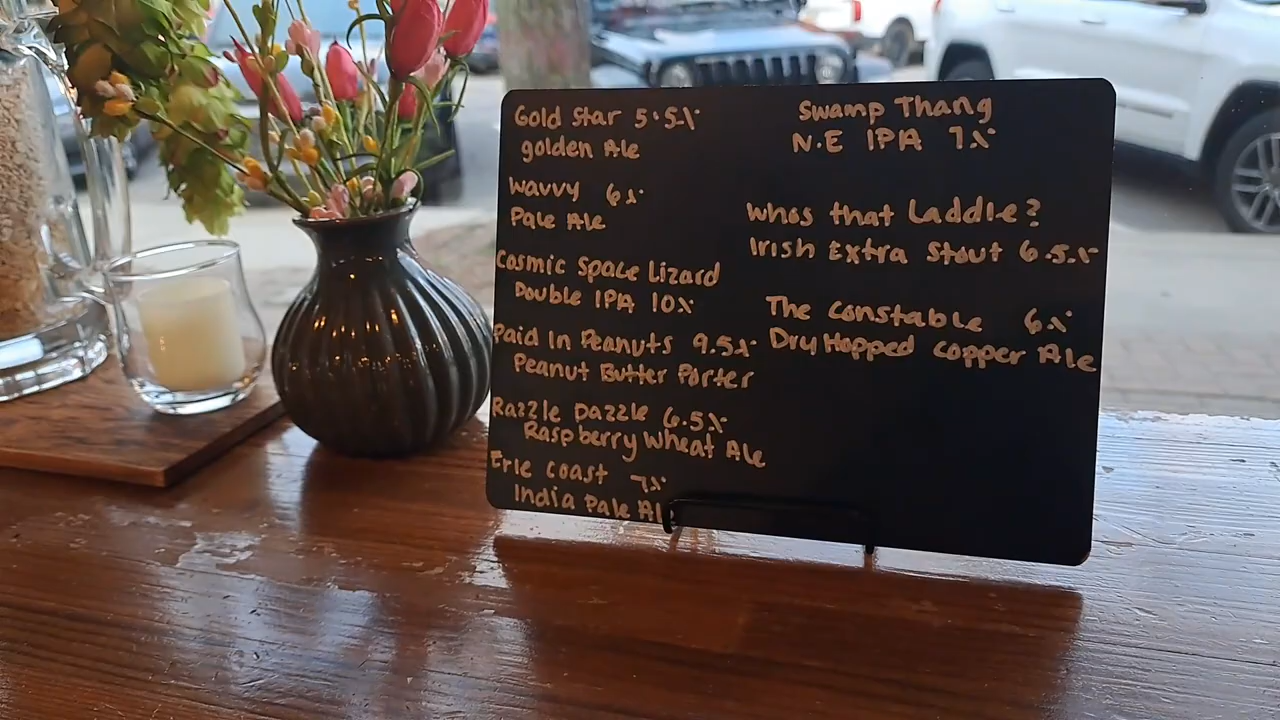 Gold Star 5.5%
golden Ale
Wavvy 6%
Pale Ale
Cosmic Space Lizard
Double IPA 10%
Paid In Peanuts 9.5%
Peanut Butter Porter
Razzle Dazzle 6.5%
Raspberry Wheat Ale
Erie Coast 7%
India Pale Al
Swamp Thang
N.E IPA 7%
Whos that Laddie?
Irish Extra Stout 6.5%
The Constable 6%
Dry Hopped Copper Ale